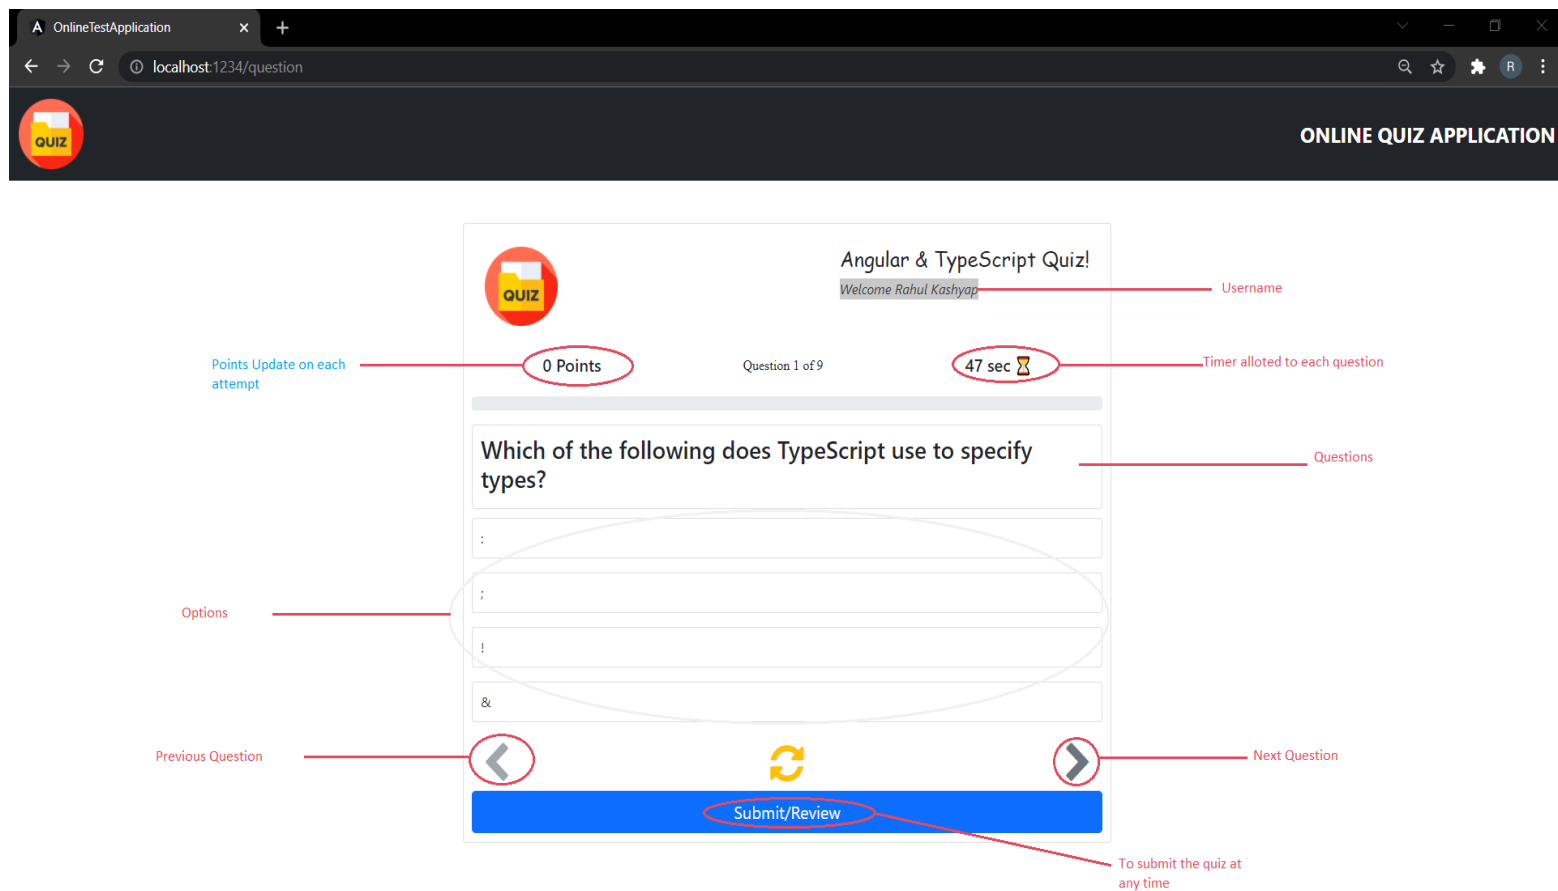 OnlineTestApplication
localhost:1234/question
R
QUIZ
ONLINE QUIZ APPLICATION
QUIZ
Angular & TypeScript Quiz!
Welcome Rahul Kashyap
Username
Points Update on each
attempt
0 Points
Question 1 of 9
47 sec
Timer alloted to each question
Which of the following does TypeScript use to specify
types?
Questions
:
;
!
&
Options
Previous Question
Next Question
Submit/Review
To submit the quiz at
any time